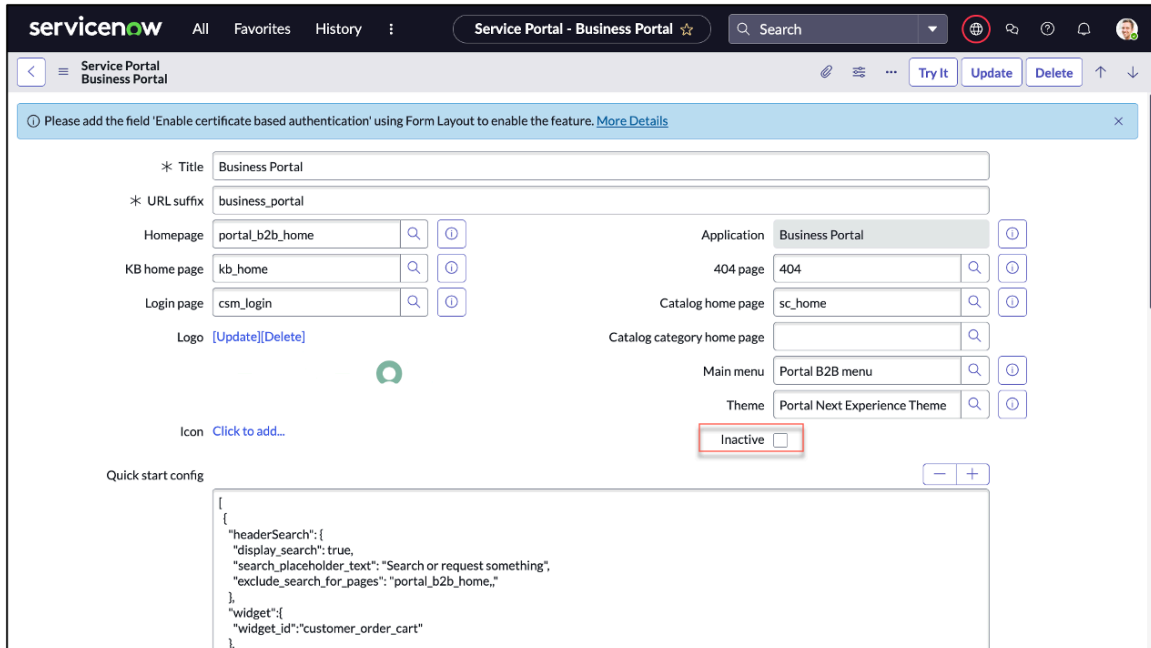 servicenow All Favorites History Service Portal - Business Portal Search
Service Portal
Business Portal
Try It Update Delete
Please add the field 'Enable certificate based authentication' using Form Layout to enable the feature. More Details
Title Business Portal
URL suffix business_portal
Homepage portal_b2b_home Application Business Portal
KB home page kb_home 404 page 404
Login page csm_login Catalog home page sc_home
Logo [Update][Delete] Catalog category home page
Main menu Portal B2B menu
Theme Portal Next Experience Theme
Icon Click to add...
Inactive
Quick start config
[
{
"headerSearch": {
"display_search": true,
"search_placeholder_text": "Search or request something",
"exclude_search_for_pages": "portal_b2b_home,,"
},
"widget":{
"widget_id":"customer_order_cart"
},